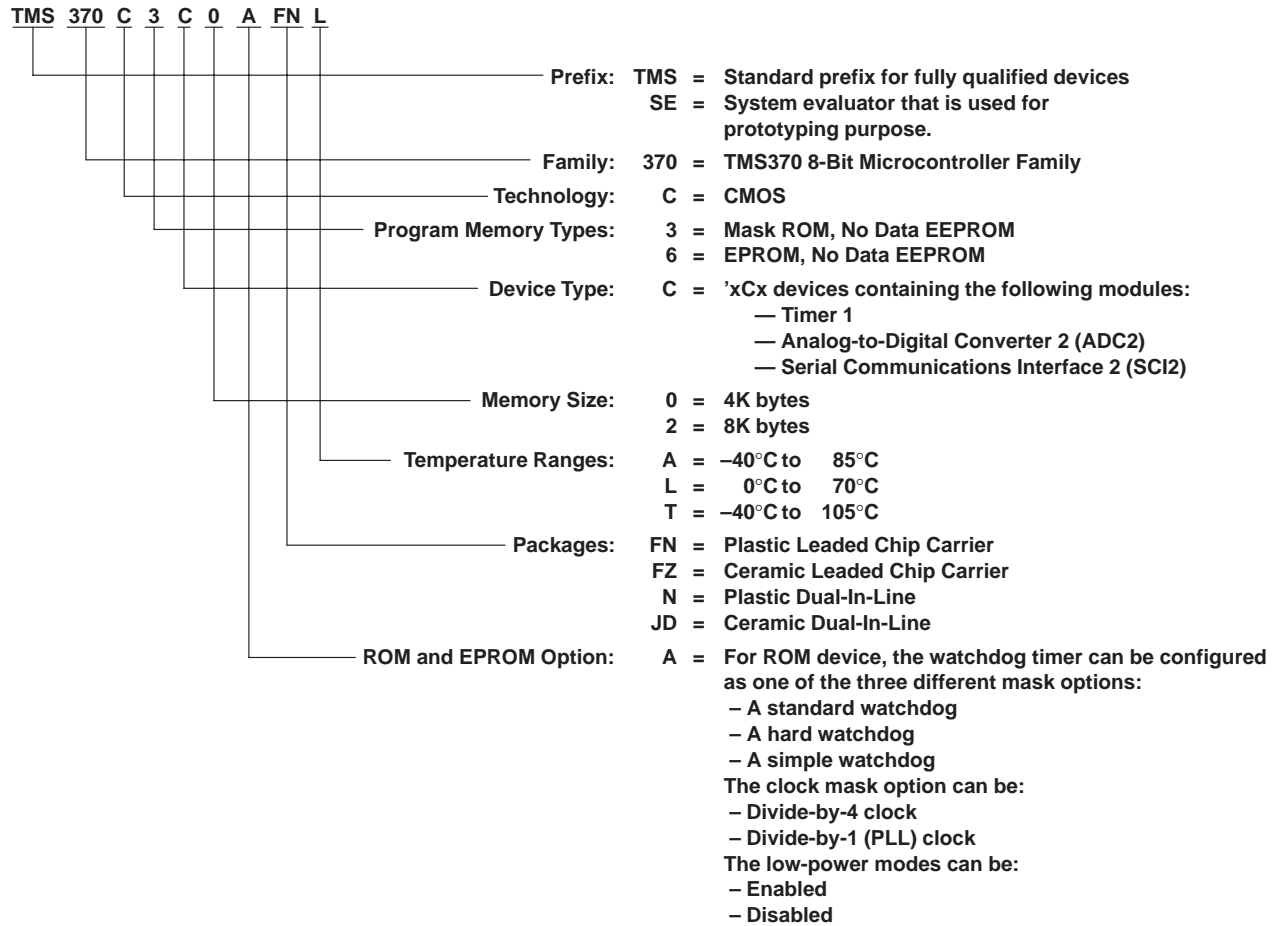 TMS 370 C 3 C 0 A FN L
Prefix: TMS = Standard prefix for fully qualified devices
SE = System evaluator that is used for
prototyping purpose.
Family: 370 = TMS370 8-Bit Microcontroller Family
Technology: C = CMOS
Program Memory Types: 3 = Mask ROM, No Data EEPROM
6 = EPROM, No Data EEPROM
Device Type: C = ’xCx devices containing the following modules:
— Timer 1
— Analog-to-Digital Converter 2 (ADC2)
— Serial Communications Interface 2 (SCI2)
Memory Size: 0 = 4K bytes
2 = 8K bytes
Temperature Ranges: A = –40°C to 85°C
L = 0°C to 70°C
T = –40°C to 105°C
Packages: FN = Plastic Leaded Chip Carrier
FZ = Ceramic Leaded Chip Carrier
N = Plastic Dual-In-Line
JD = Ceramic Dual-In-Line
ROM and EPROM Option: A = For ROM device, the watchdog timer can be configured
as one of the three different mask options:
– A standard watchdog
– A hard watchdog
– A simple watchdog
The clock mask option can be:
– Divide-by-4 clock
– Divide-by-1 (PLL) clock
The low-power modes can be:
– Enabled
– Disabled